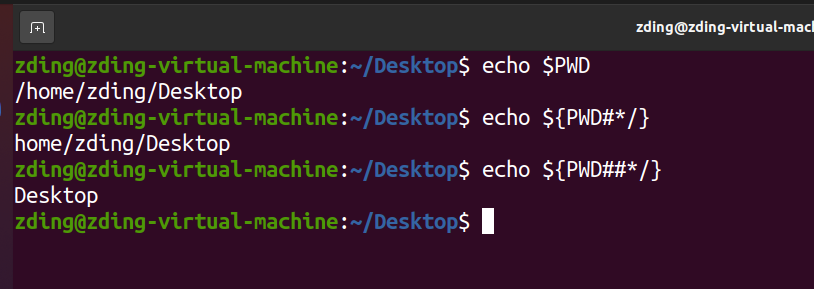 zding@zding-virtual-mac
zding@zding-virtual-machine:~/Desktop$ echo $PWD
/home/zding/Desktop
zding@zding-virtual-machine:~/Desktop$ echo ${PWD#*/}
home/zding/Desktop
zding@zding-virtual-machine:~/Desktop$ echo ${PWD##*/}
Desktop
zding@zding-virtual-machine:~/Desktop$